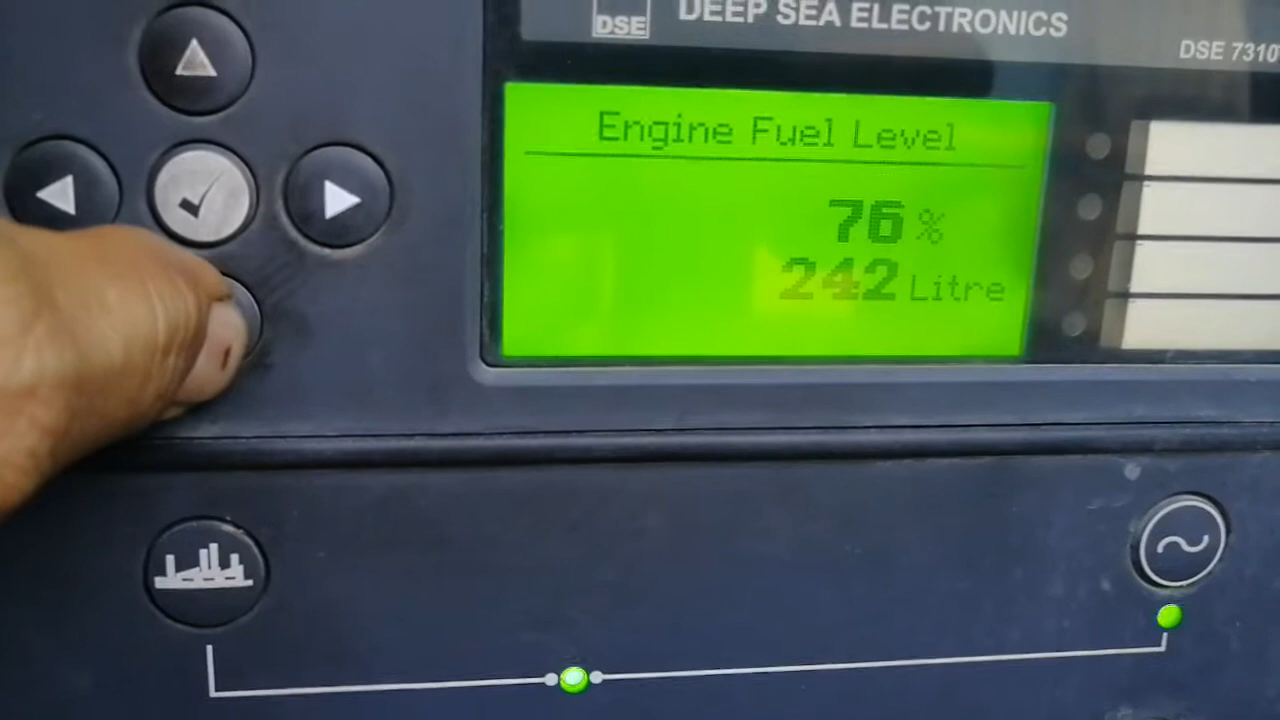 DSE
DEEP SEA ELECTRONICS
DSE 7310
Engine Fuel Level
76 %
242 Litre